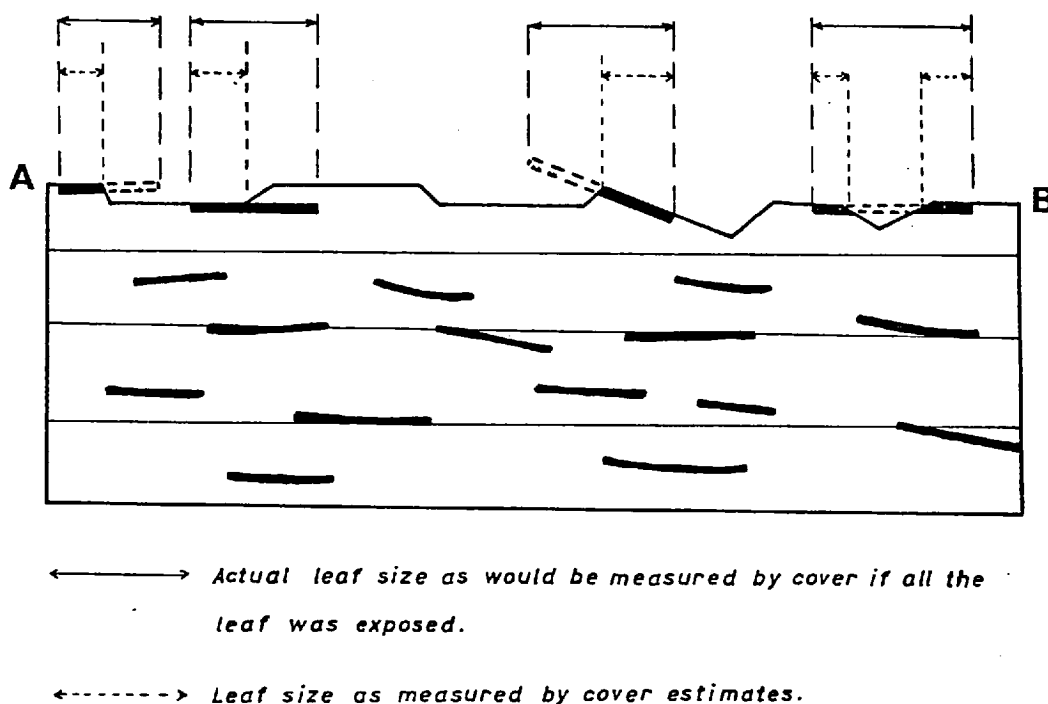 A
B
Actual leaf size as would be measured by cover if all the
leaf was exposed.
Leaf size as measured by cover estimates.